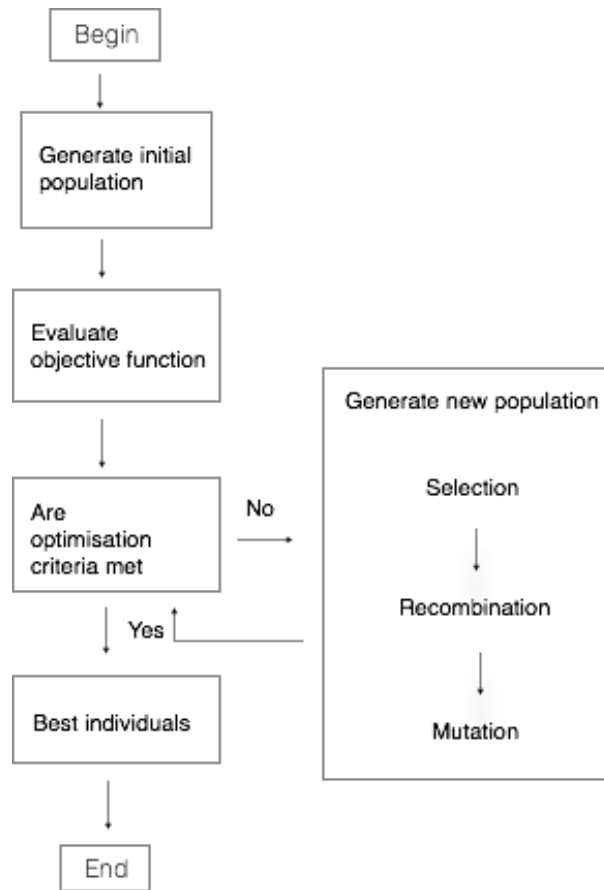 Begin
Generate initial
population
Evaluate
objective function
Are
optimisation
criteria met
No
Yes
Generate new population
Selection
Recombination
Mutation
Best individuals
End